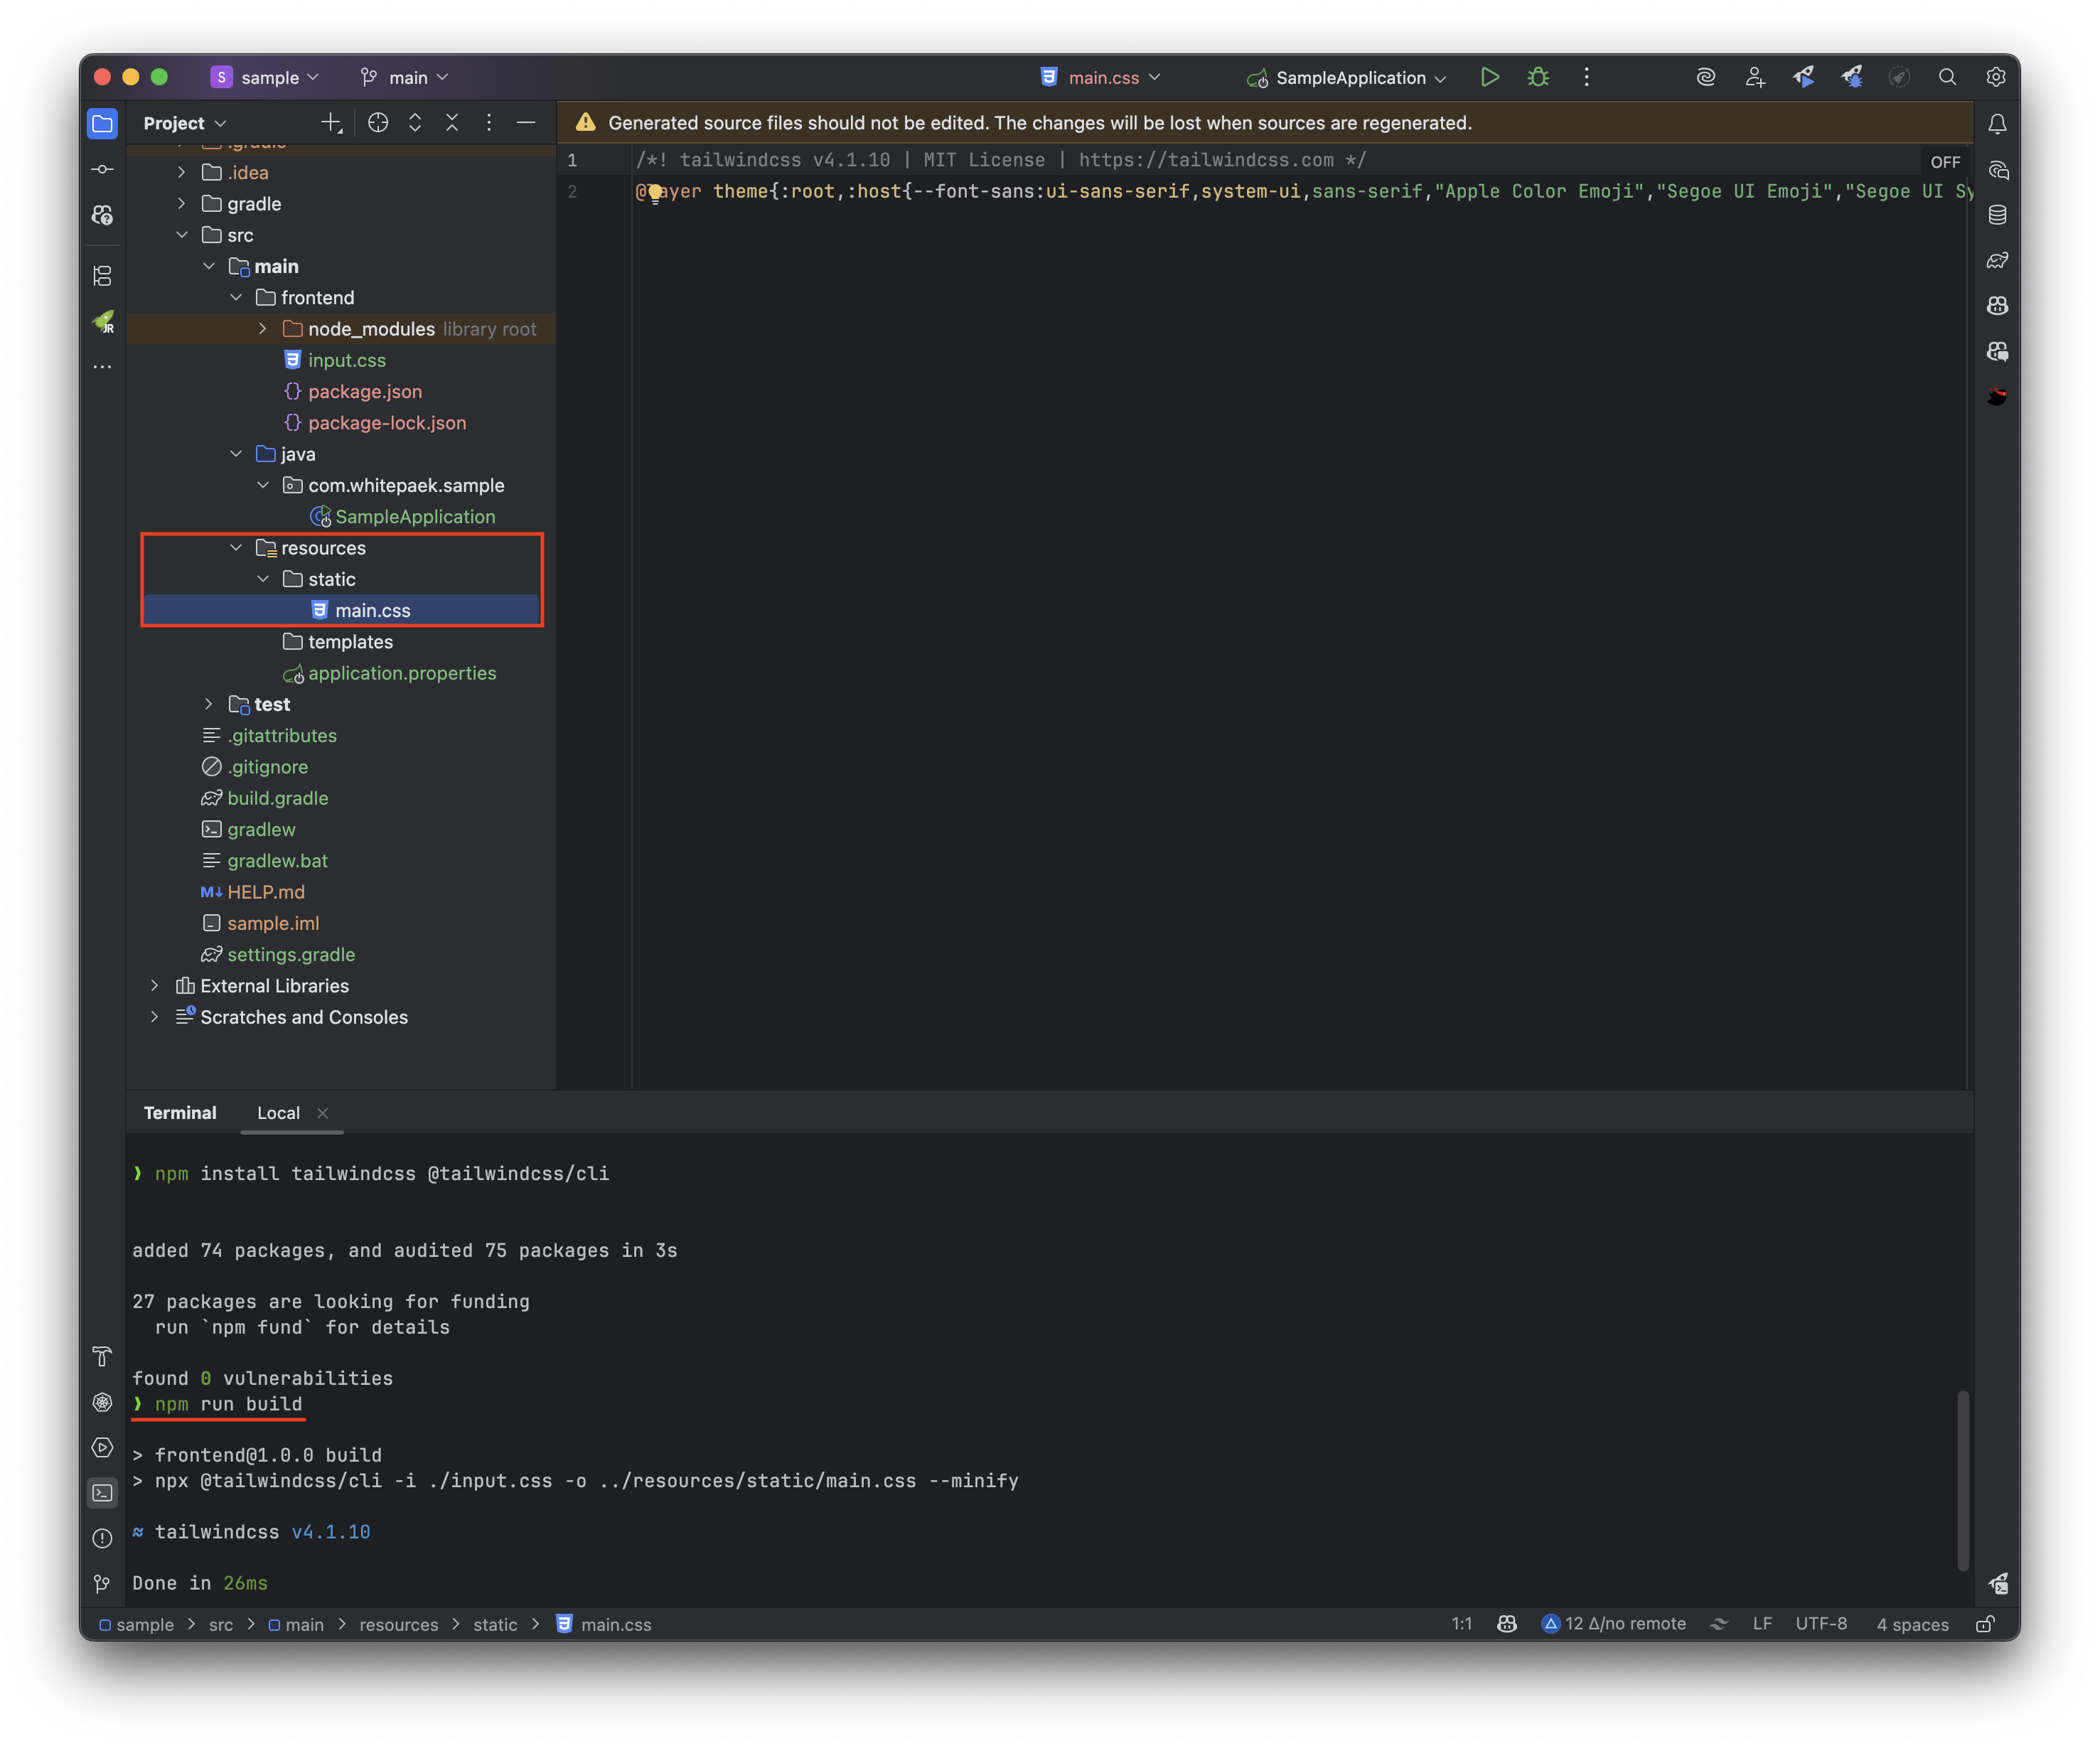 S sample
main
main.css
SampleApplication
Project
.gradle
.idea
gradle
src
main
frontend
node_modules library root
input.css
package.json
package-lock.json
java
com.whitepaek.sample
SampleApplication
resources
static
main.css
templates
application.properties
test
.gitattributes
.gitignore
build.gradle
gradlew
gradlew.bat
M↓ HELP.md
sample.iml
settings.gradle
External Libraries
Scratches and Consoles
Generated source files should not be edited. The changes will be lost when sources are regenerated.
1 /*! tailwindcss v4.1.10 | MIT License | https://tailwindcss.com */
OFF
2 @layer theme{:root,:host{--font-sans:ui-sans-serif,system-ui,sans-serif,"Apple Color Emoji","Segoe UI Emoji","Segoe UI Sy
JR
Terminal Local
❱ npm install tailwindcss @tailwindcss/cli
added 74 packages, and audited 75 packages in 3s
27 packages are looking for funding
run `npm fund` for details
found 0 vulnerabilities
❱ npm run build
> frontend@1.0.0 build
> npx @tailwindcss/cli -i ./input.css -o ../resources/static/main.css --minify
≈ tailwindcss v4.1.10
Done in 26ms
sample > src > main > resources > static > main.css
1:1 12 Δ/no remote LF UTF-8 4 spaces